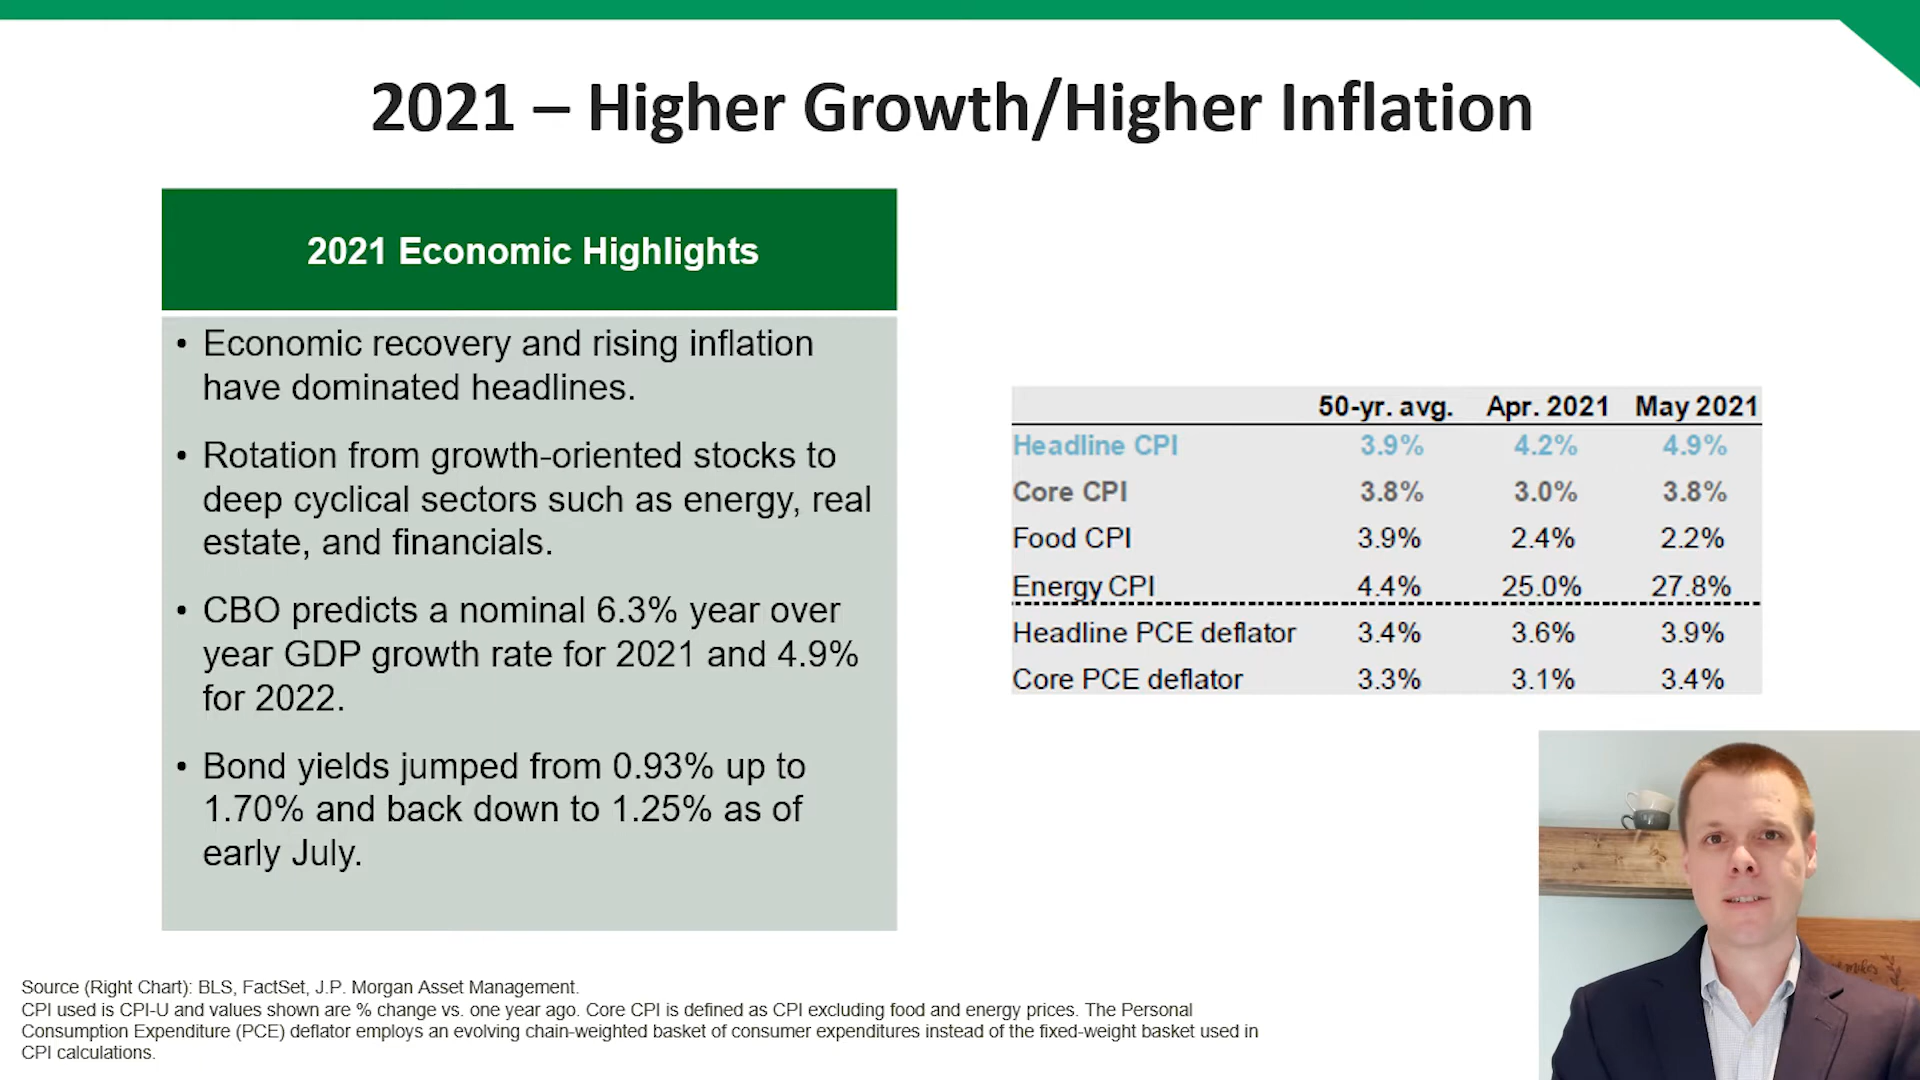 2021 – Higher Growth/Higher Inflation
2021 Economic Highlights
• Economic recovery and rising inflation
have dominated headlines.
• Rotation from growth-oriented stocks to
deep cyclical sectors such as energy, real
estate, and financials.
• CBO predicts a nominal 6.3% year over
year GDP growth rate for 2021 and 4.9%
for 2022.
• Bond yields jumped from 0.93% up to
1.70% and back down to 1.25% as of
early July.
50-yr. avg. Apr. 2021 May 2021
Headline CPI 3.9% 4.2% 4.9%
Core CPI 3.8% 3.0% 3.8%
Food CPI 3.9% 2.4% 2.2%
Energy CPI 4.4% 25.0% 27.8%
Headline PCE deflator 3.4% 3.6% 3.9%
Core PCE deflator 3.3% 3.1% 3.4%
Source (Right Chart): BLS, FactSet, J.P. Morgan Asset Management.
CPI used is CPI-U and values shown are % change vs. one year ago. Core CPI is defined as CPI excluding food and energy prices. The Personal
Consumption Expenditure (PCE) deflator employs an evolving chain-weighted basket of consumer expenditures instead of the fixed-weight basket used in
CPI calculations.